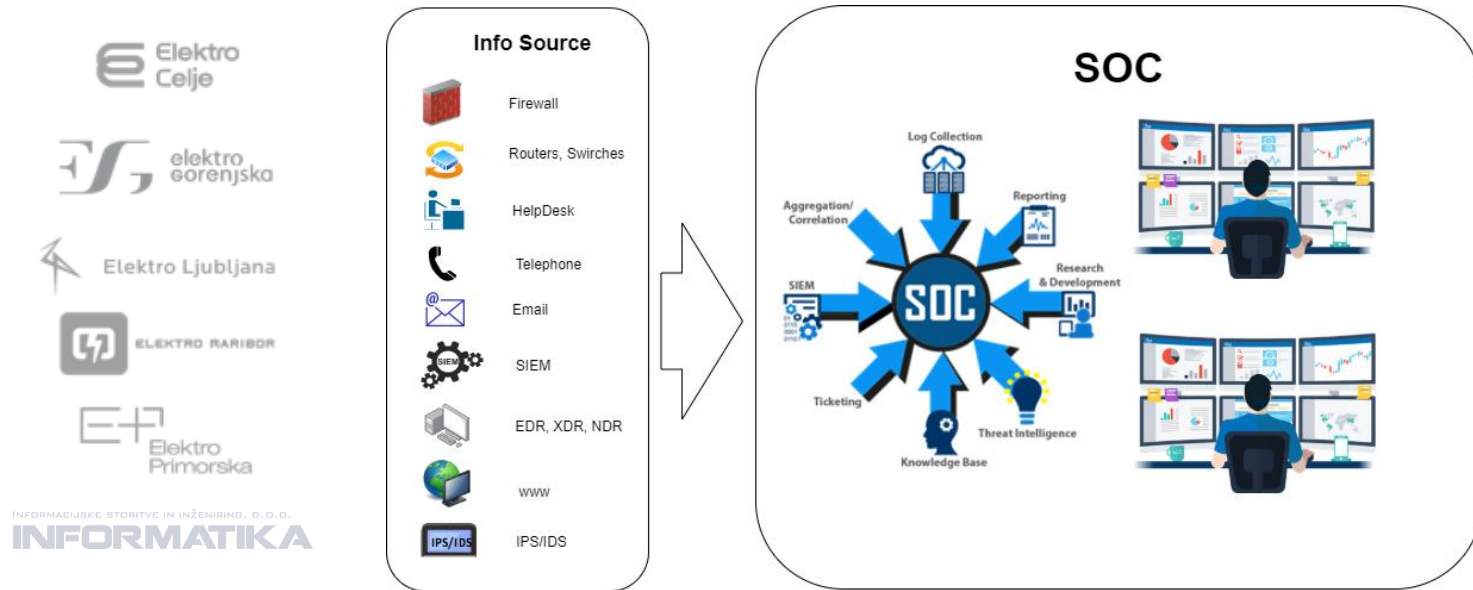 Elektro
Celje
elektro
gorenjska
Elektro Ljubljana
ELEKTRO MARIBOR
Elektro
Primorska
INFORMACIJSKE STORITVE IN INŽENIRING, D.O.O.
INFORMATIKA
Info Source
Firewall
Routers, Swirches
HelpDesk
Telephone
@
Email
SIEM
SIEM
EDR, XDR, NDR
www
IPS/IDS
IPS/IDS
SOC
Log Collection
Reporting
Aggregation/
Correlation
Research
& Development
SIEM
SOC
Ticketing
Threat Intelligence
Knowledge Base